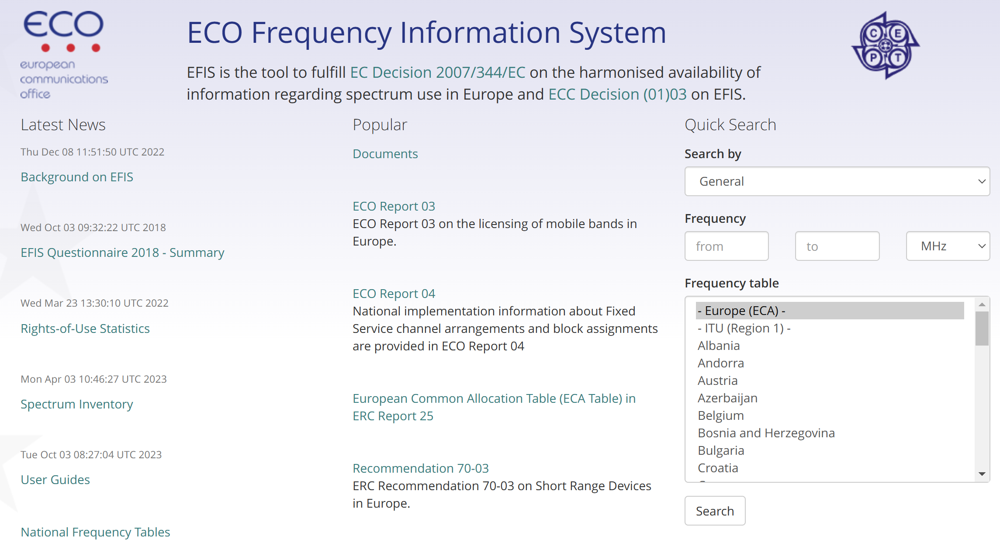 eco
european
communications
office
ECO Frequency Information System
EFIS is the tool to fulfill EC Decision 2007/344/EC on the harmonised availability of
information regarding spectrum use in Europe and ECC Decision (01)03 on EFIS.
C E
P T
Latest News
Thu Dec 08 11:51:50 UTC 2022
Background on EFIS
Wed Oct 03 09:32:22 UTC 2018
EFIS Questionnaire 2018 - Summary
Wed Mar 23 13:30:10 UTC 2022
Rights-of-Use Statistics
Mon Apr 03 10:46:27 UTC 2023
Spectrum Inventory
Tue Oct 03 08:27:04 UTC 2023
User Guides
National Frequency Tables
Popular
Documents
ECO Report 03
ECO Report 03 on the licensing of mobile bands in
Europe.
ECO Report 04
National implementation information about Fixed
Service channel arrangements and block assignments
are provided in ECO Report 04
European Common Allocation Table (ECA Table) in
ERC Report 25
Recommendation 70-03
ERC Recommendation 70-03 on Short Range Devices
in Europe.
Quick Search
Search by
General
Frequency
from to MHz
Frequency table
- Europe (ECA) -
- ITU (Region 1) -
Albania
Andorra
Austria
Azerbaijan
Belgium
Bosnia and Herzegovina
Bulgaria
Croatia
Search